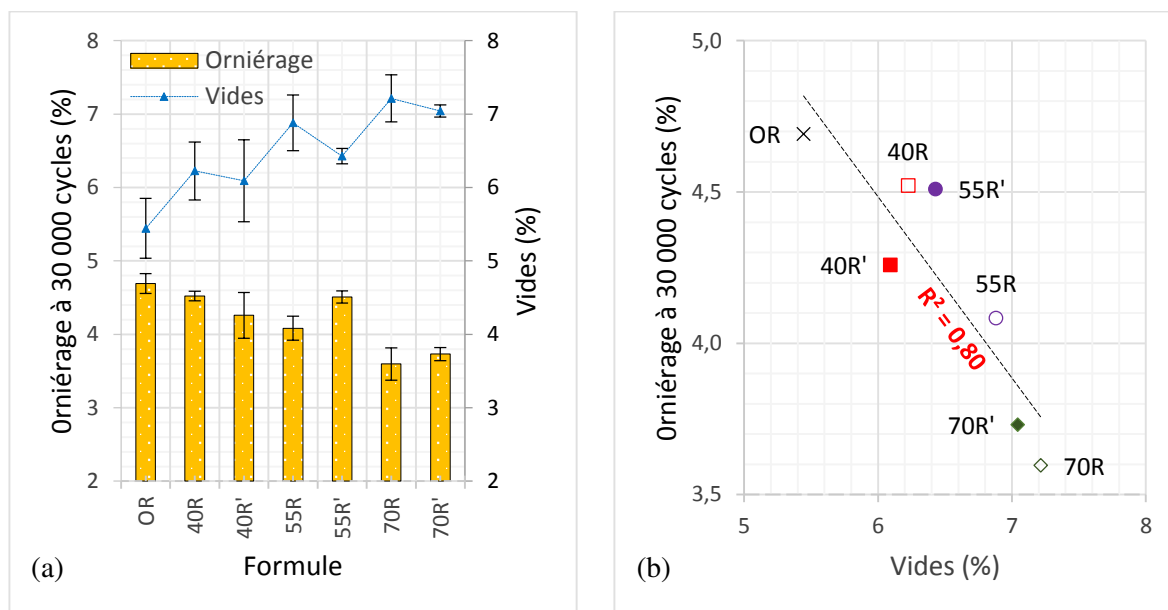 8
7
6
5
4
3
2
8
7
6
5
4
3
2
Orniérage
Vides
Orniérage à 30 000 cycles (%)
Vides (%)
0R
40R
40R'
55R
55R'
70R
70R'
Formule
(a)
5,0
4,5
4,0
3,5
Orniérage à 30 000 cycles (%)
0R
40R
55R'
40R'
55R
R² = 0,80
70R'
70R
5
6
7
8
Vides (%)
(b)